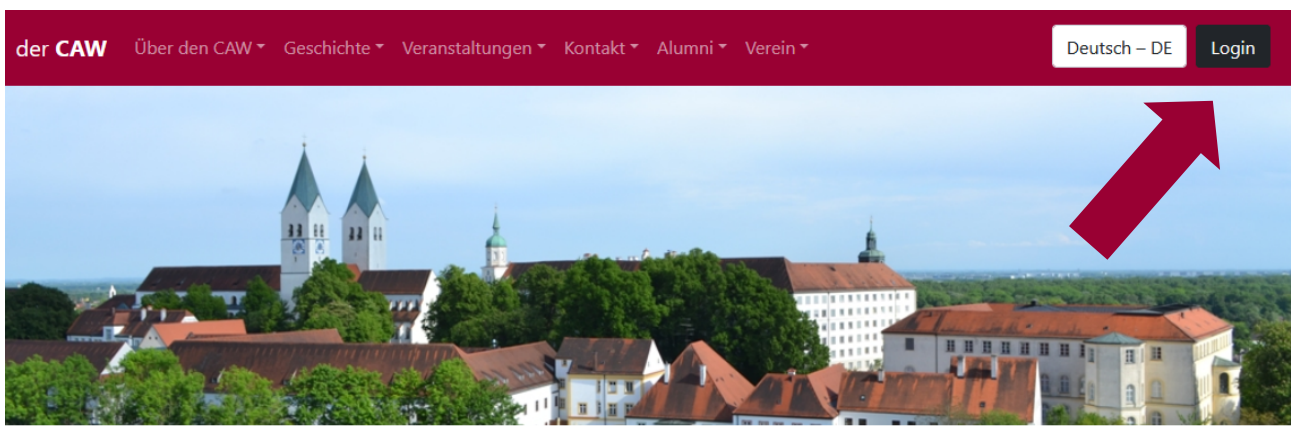 der CAW Über den CAW Geschichte Veranstaltungen Kontakt Alumni Verein Deutsch – DE Login